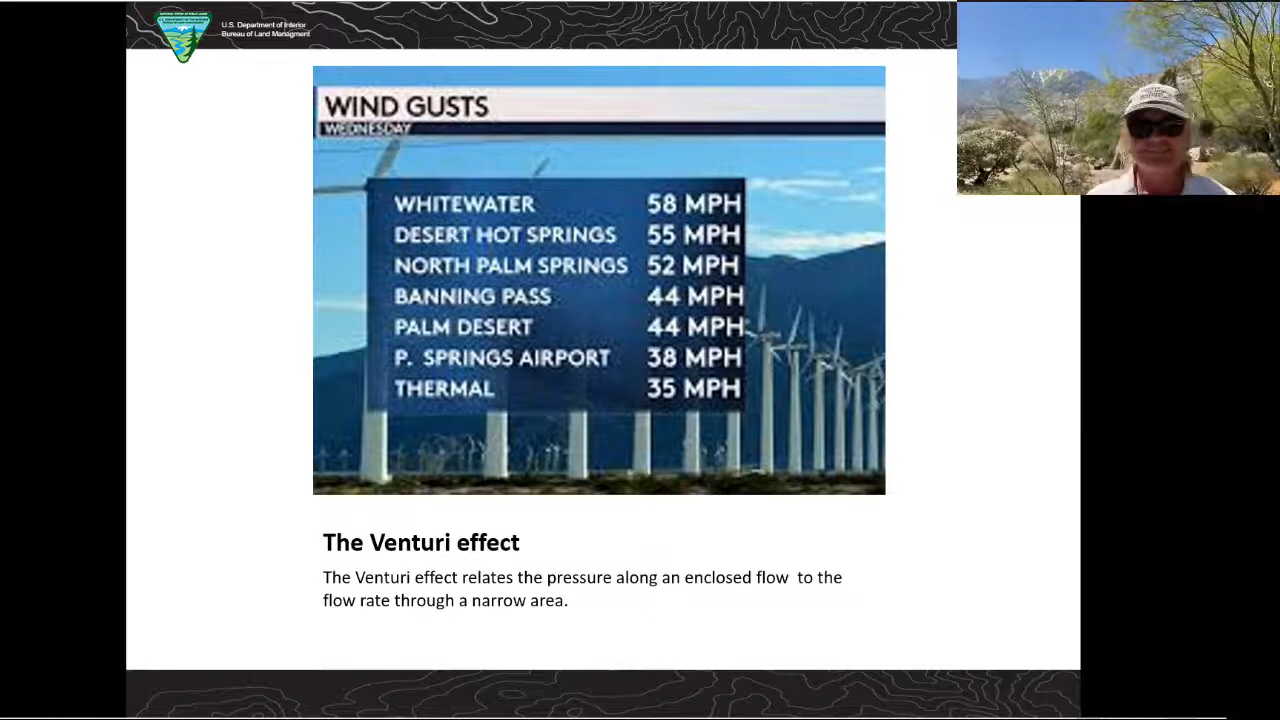 U.S. Department of Interior
Bureau of Land Managment
WIND GUSTS
WEDNESDAY
WHITEWATER 58 MPH
DESERT HOT SPRINGS 55 MPH
NORTH PALM SPRINGS 52 MPH
BANNING PASS 44 MPH
PALM DESERT 44 MPH
P. SPRINGS AIRPORT 38 MPH
THERMAL 35 MPH
The Venturi effect
The Venturi effect relates the pressure along an enclosed flow to the
flow rate through a narrow area.